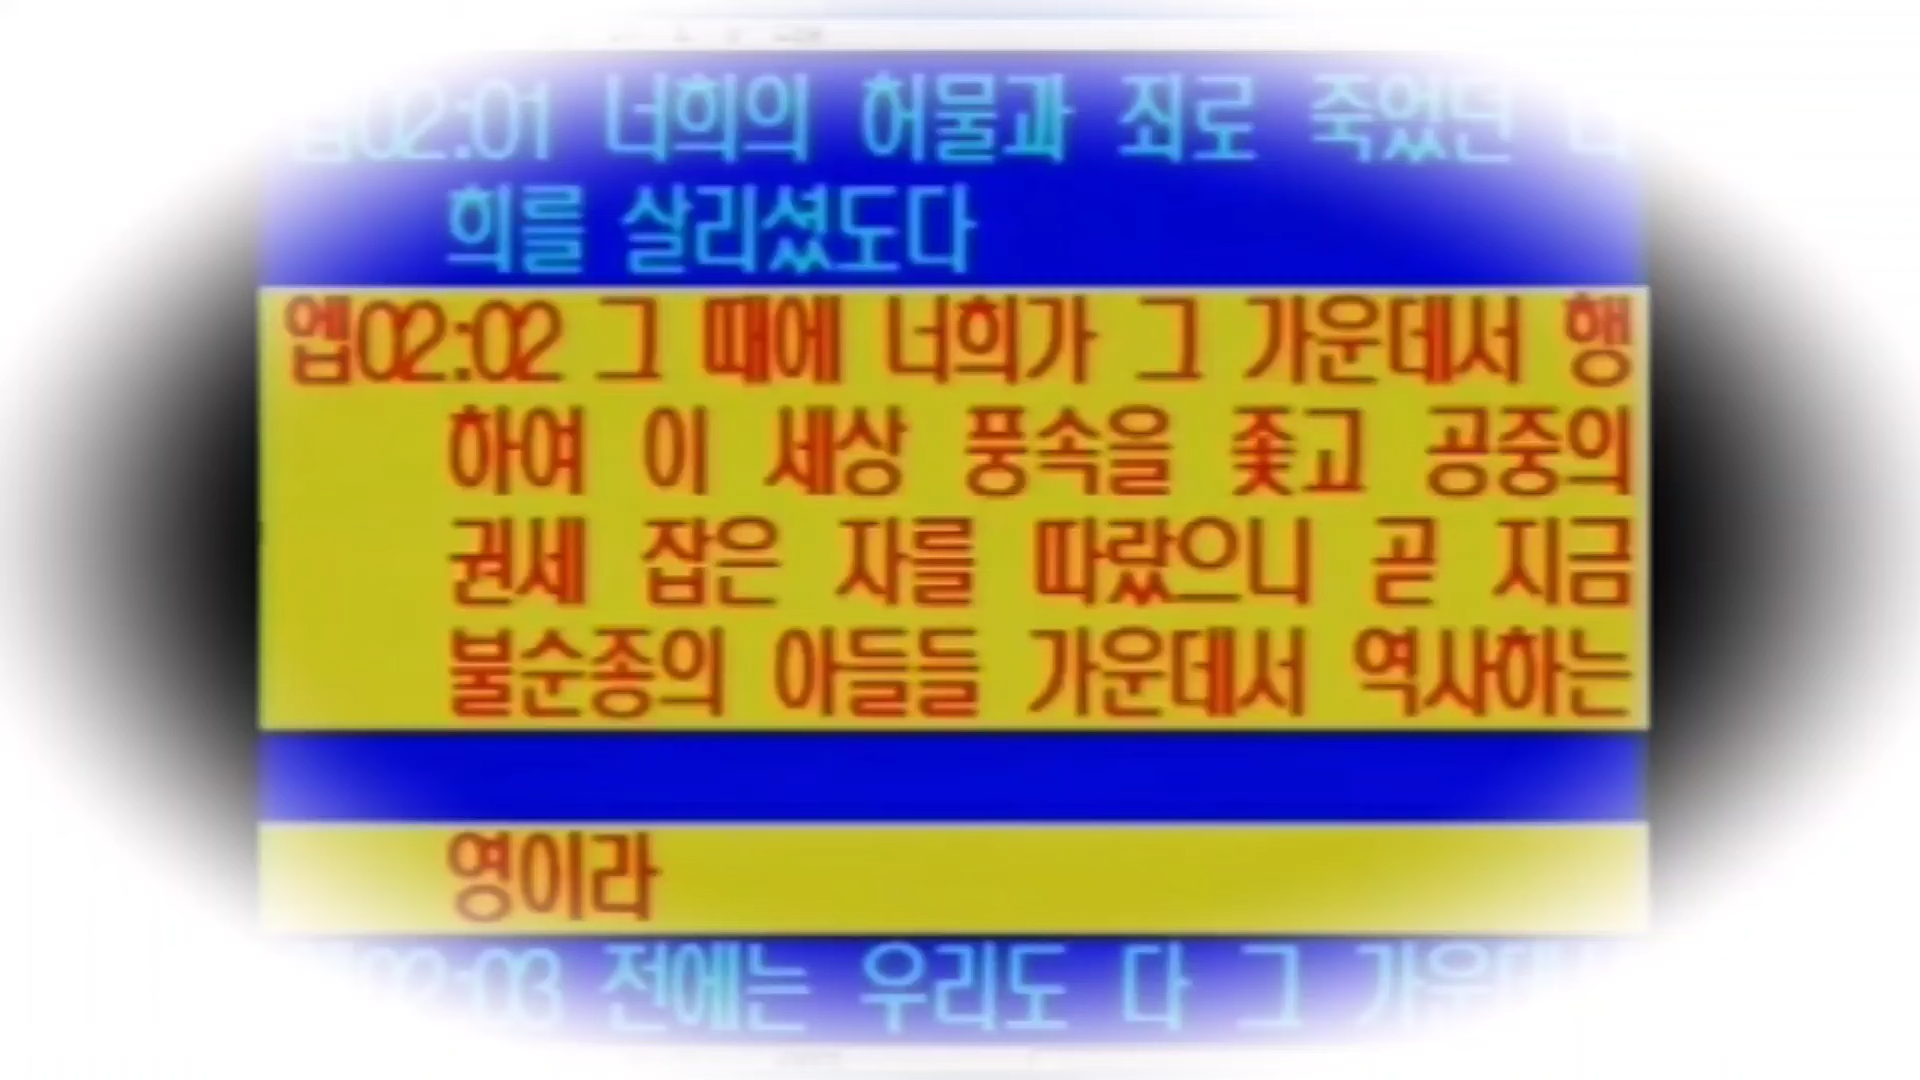 엡02:01 너희의 허물과 죄로 죽었던
희를 살리셨도다
엡02:02 그 때에 너희가 그 가운데서 행
하여 이 세상 풍속을 좇고 공중의
권세 잡은 자를 따랐으니 곧 지금
불순종의 아들들 가운데서 역사하는
영이라
02:03 전에는 우리도 다 그